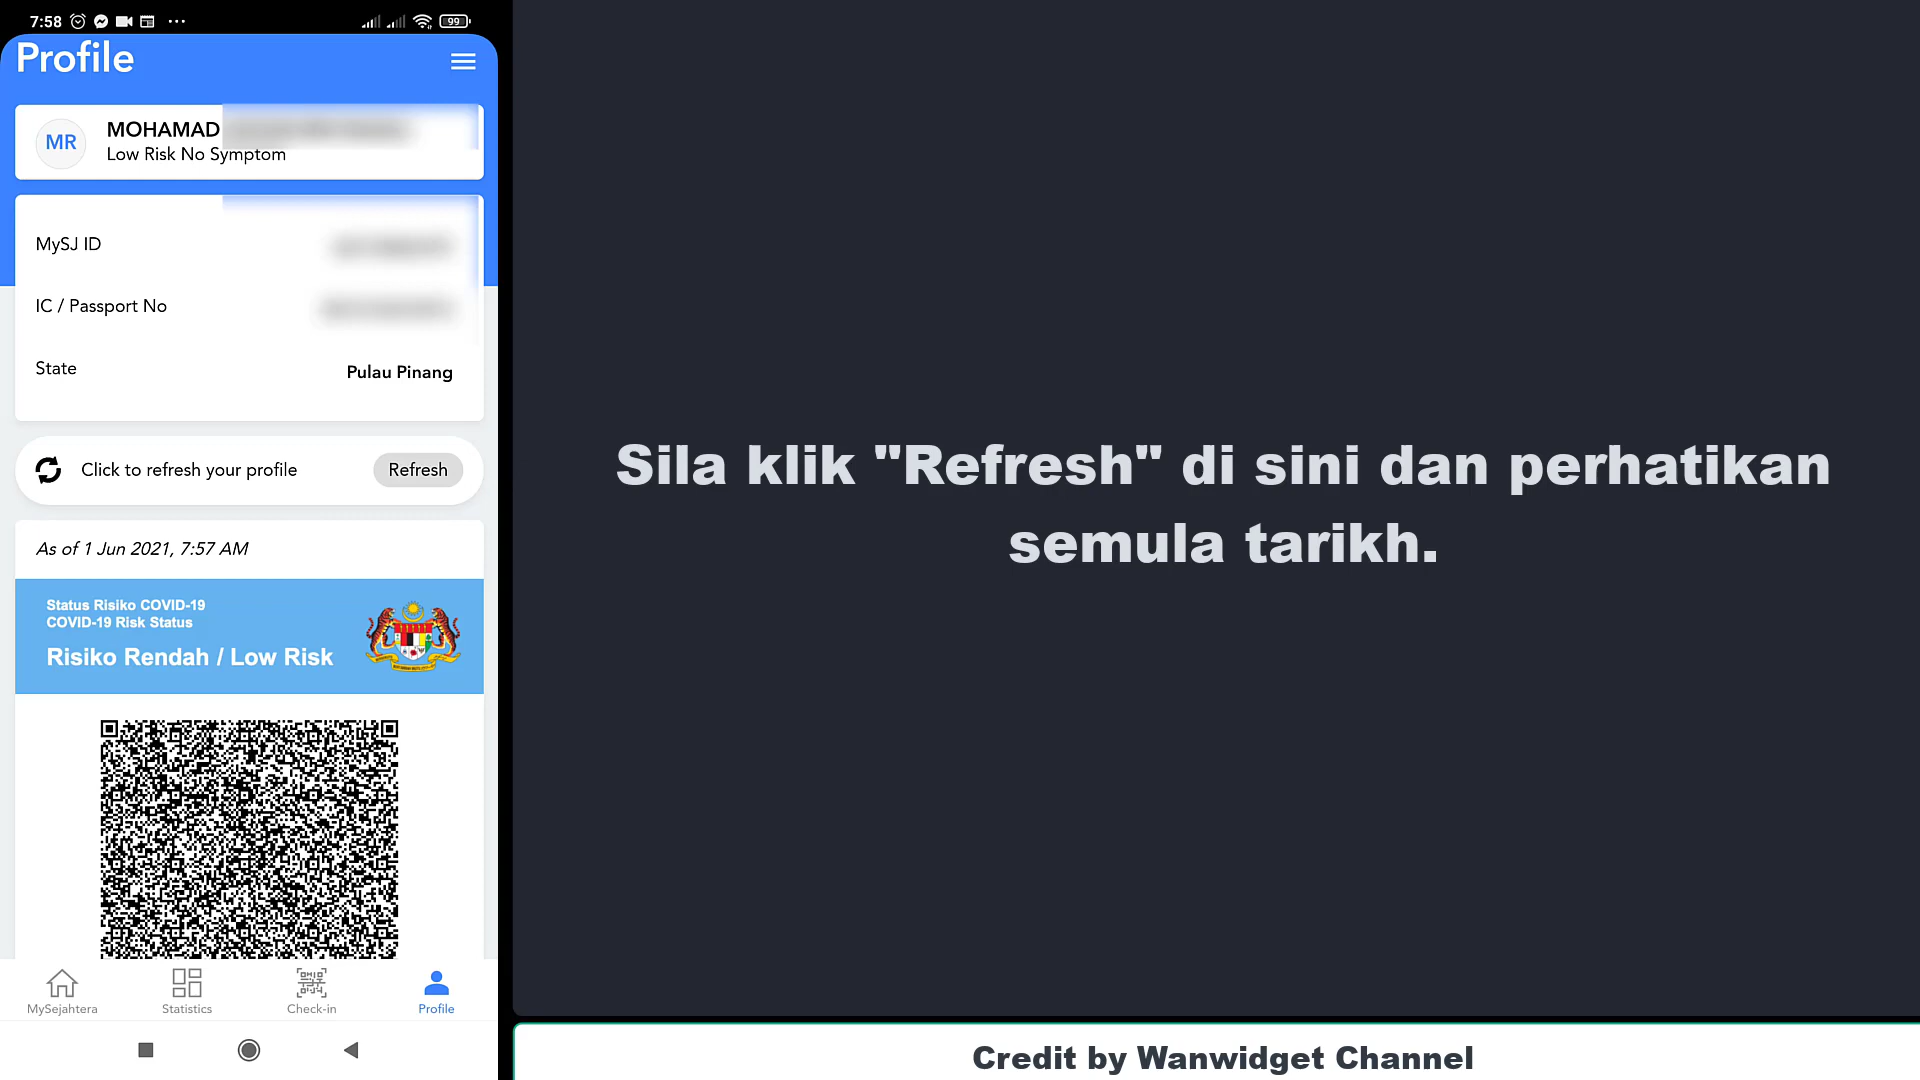 7:58
99
Profile
MR
MOHAMAD
Low Risk No Symptom
MySJ ID
IC / Passport No
State
Pulau Pinang
Click to refresh your profile
Refresh
As of 1 Jun 2021, 7:57 AM
Status Risiko COVID-19
COVID-19 Risk Status
Risiko Rendah / Low Risk
MySejahtera
Statistics
Check-in
Profile
Sila klik "Refresh" di sini dan perhatikan
semula tarikh.
Credit by Wanwidget Channel